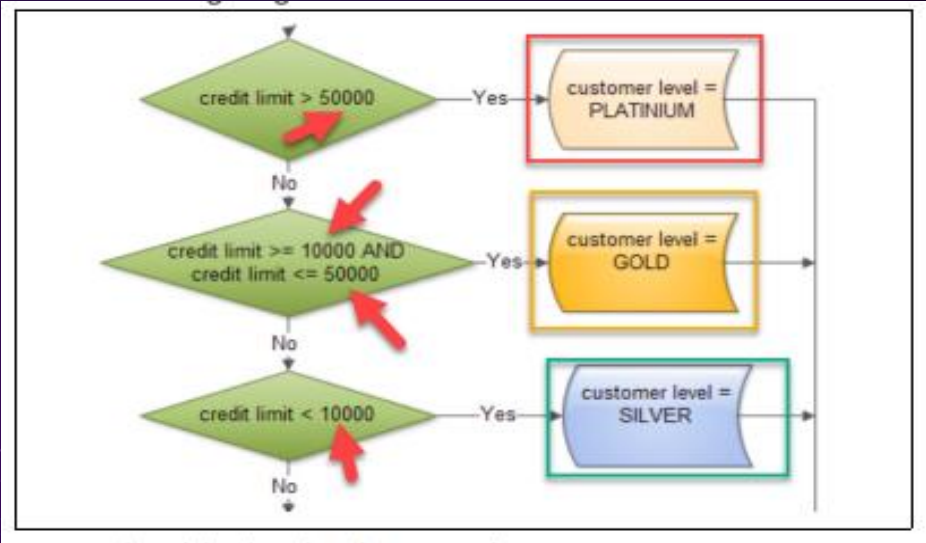 credit limit > 50000
Yes
customer level =
PLATINIUM
No
credit limit >= 10000 AND
credit limit <= 50000
Yes
customer level =
GOLD
No
credit limit < 10000
Yes
customer level =
SILVER
No